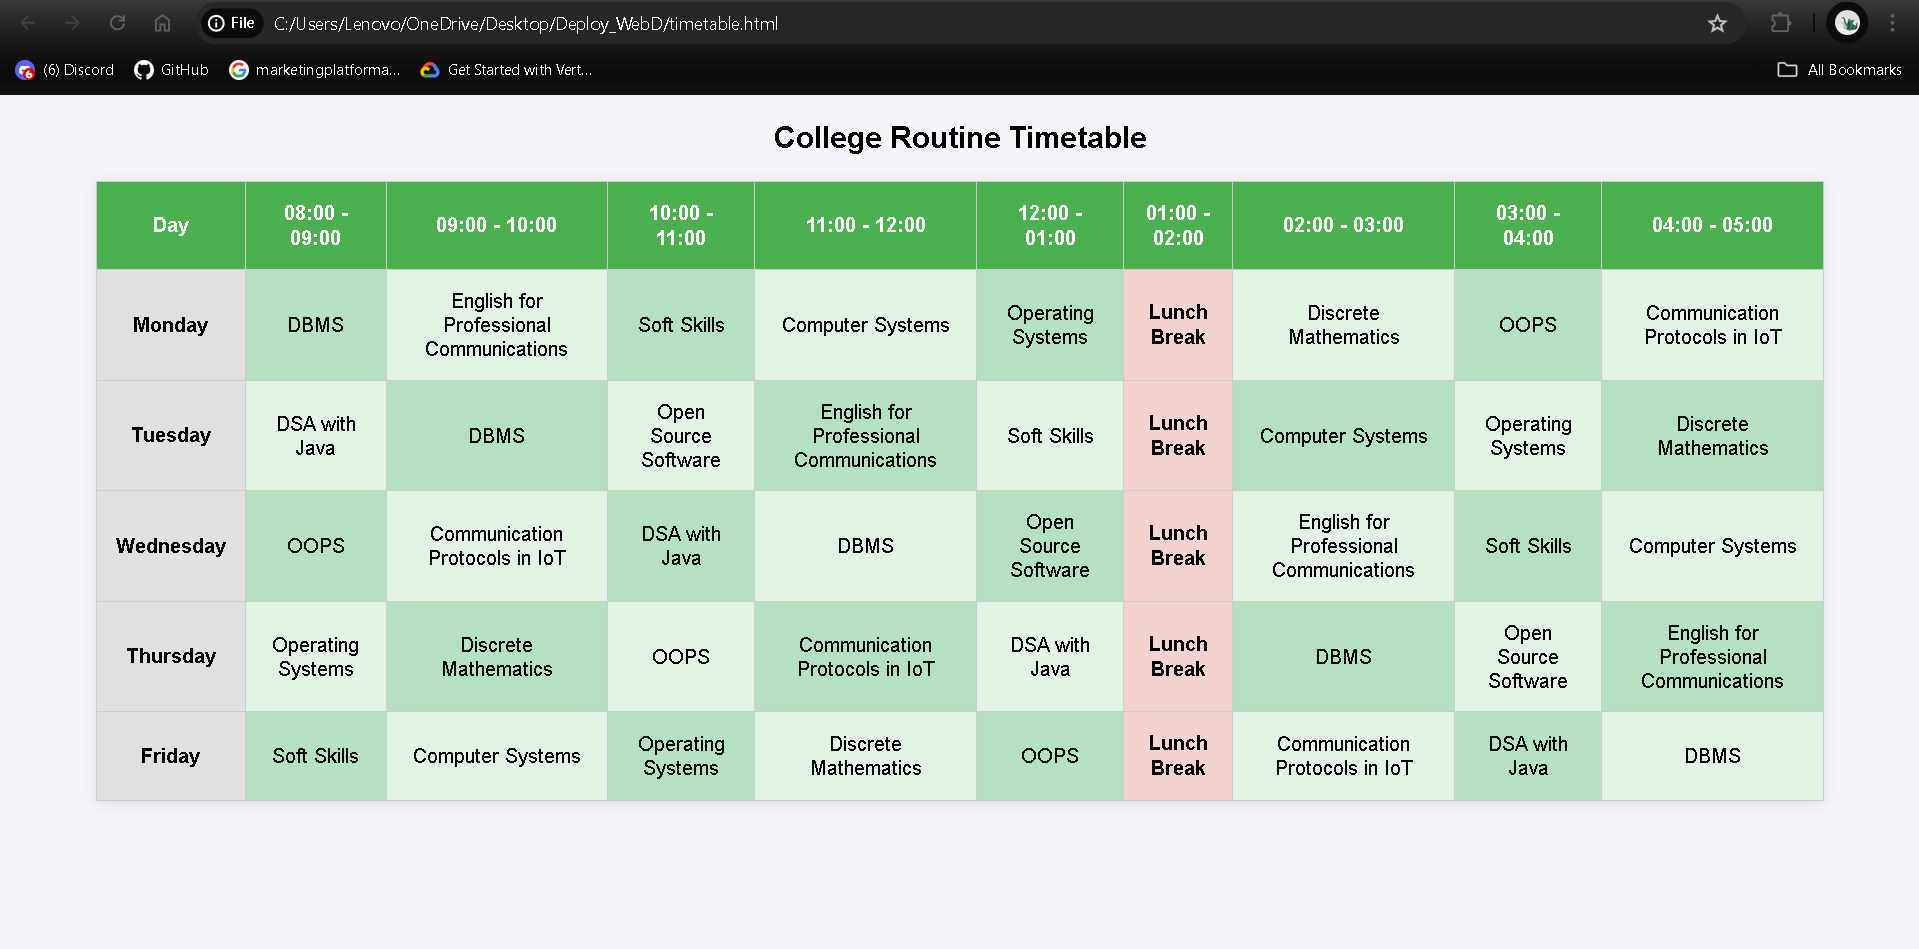 File
C:/Users/Lenovo/OneDrive/Desktop/Deploy_WebD/timetable.html
(6) Discord
GitHub
marketingplatforma...
Get Started with Vert...
All Bookmarks
College Routine Timetable
Day
08:00 -
09:00
09:00 - 10:00
10:00 -
11:00
11:00 - 12:00
12:00 -
01:00
01:00 -
02:00
02:00 - 03:00
03:00 -
04:00
04:00 - 05:00
Monday
DBMS
English for
Professional
Communications
Soft Skills
Computer Systems
Operating
Systems
Lunch
Break
Discrete
Mathematics
OOPS
Communication
Protocols in IoT
Tuesday
DSA with
Java
DBMS
Open
Source
Software
English for
Professional
Communications
Soft Skills
Lunch
Break
Computer Systems
Operating
Systems
Discrete
Mathematics
Wednesday
OOPS
Communication
Protocols in IoT
DSA with
Java
DBMS
Open
Source
Software
Lunch
Break
English for
Professional
Communications
Soft Skills
Computer Systems
Thursday
Operating
Systems
Discrete
Mathematics
OOPS
Communication
Protocols in IoT
DSA with
Java
Lunch
Break
DBMS
Open
Source
Software
English for
Professional
Communications
Friday
Soft Skills
Computer Systems
Operating
Systems
Discrete
Mathematics
OOPS
Lunch
Break
Communication
Protocols in IoT
DSA with
Java
DBMS